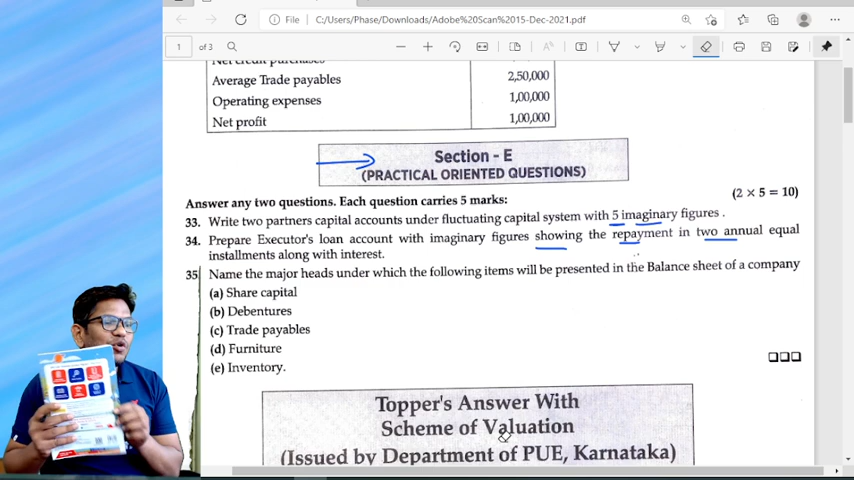 File
C:/Users/Phase/Downloads/Adobe%20Scan%2015-Dec-2021.pdf
1 of 3
Net credit purchases
Average Trade payables 2,50,000
Operating expenses 1,00,000
Net profit 1,00,000
Section - E
(PRACTICAL ORIENTED QUESTIONS)
(2 × 5 = 10)
Answer any two questions. Each question carries 5 marks:
33. Write two partners capital accounts under fluctuating capital system with 5 imaginary figures .
34. Prepare Executor's loan account with imaginary figures showing the repayment in two annual equal
installments along with interest.
35 Name the major heads under which the following items will be presented in the Balance sheet of a company
(a) Share capital
(b) Debentures
(c) Trade payables
(d) Furniture
(e) Inventory.
Topper's Answer With
Scheme of Valuation
(Issued by Department of PUE, Karnataka)